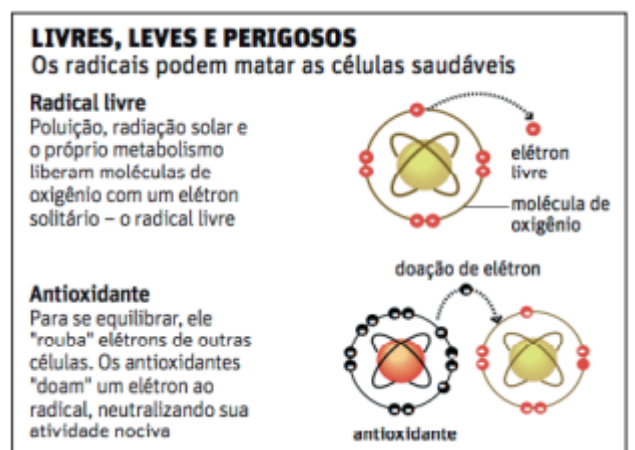 LIVRES, LEVES E PERIGOSOS
Os radicais podem matar as células saudáveis
Radical livre
Poluição, radiação solar e
o próprio metabolismo
liberam moléculas de
oxigênio com um elétron
solitário – o radical livre
elétron
livre
molécula de
oxigênio
doação de elétron
Antioxidante
Para se equilibrar, ele
"rouba" elétrons de outras
células. Os antioxidantes
"doam" um elétron ao
radical, neutralizando sua
atividade nociva
antioxidante